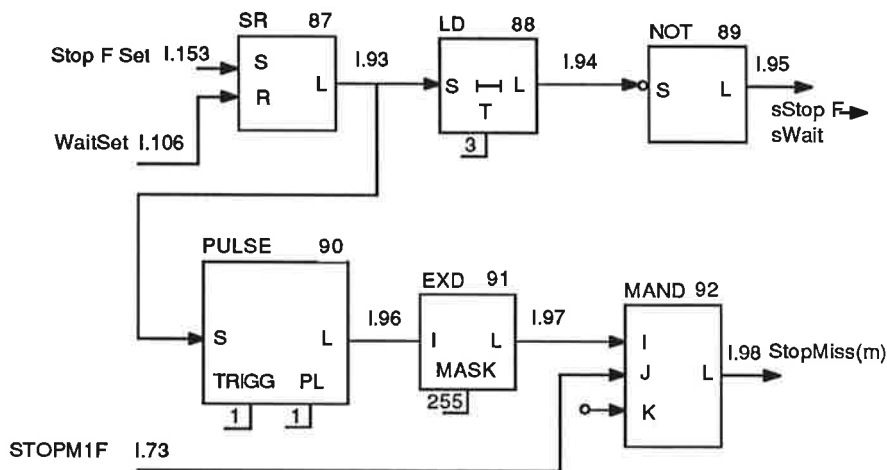 SR 87
Stop F Set I.153
S
R
L
I.93
WaitSet I.106
LD 88
S T L
3
I.94
NOT 89
S L
I.95
sStop F
sWait
PULSE 90
S L
TRIGG PL
1 1
I.96
EXD 91
I L
MASK
255
I.97
MAND 92
I
J L
K
I.98 StopMiss(m)
STOPM1F I.73